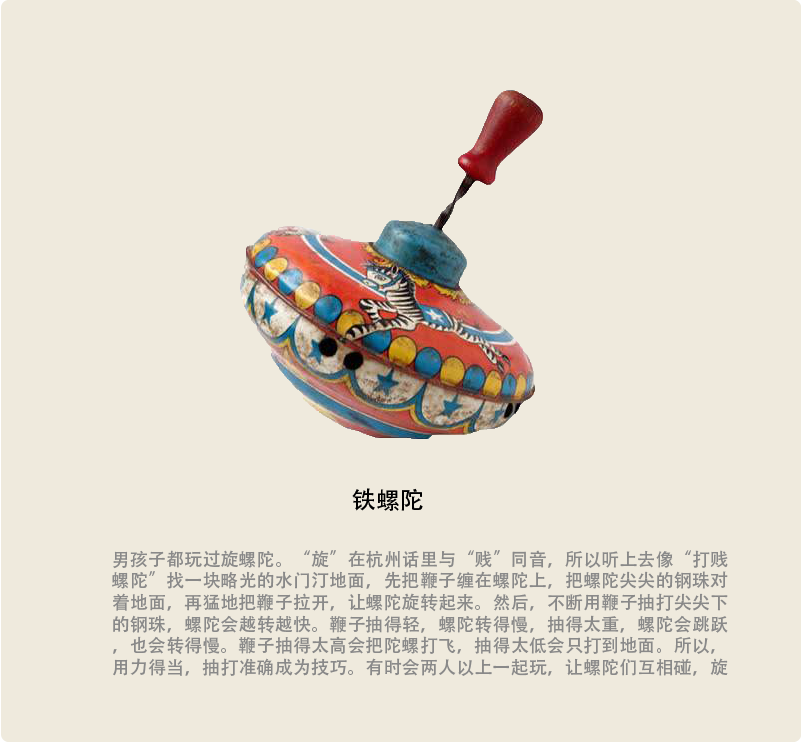 铁螺陀
男孩子都玩过旋螺陀。“旋”在杭州话里与“贱”同音，所以听上去像“打贱
螺陀”找一块略光的水门汀地面，先把鞭子缠在螺陀上，把螺陀尖尖的钢珠对
着地面，再猛地把鞭子拉开，让螺陀旋转起来。然后，不断用鞭子抽打尖尖下
的钢珠，螺陀会越转越快。鞭子抽得轻，螺陀转得慢，抽得太重，螺陀会跳跃
，也会转得慢。鞭子抽得太高会把陀螺打飞，抽得太低会只打到地面。所以，
用力得当，抽打准确成为技巧。有时会两人以上一起玩，让螺陀们互相碰，旋